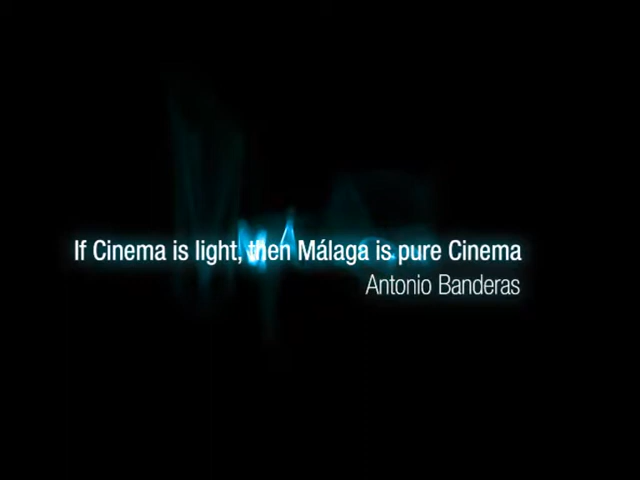 If Cinema is light, then Málaga is pure Cinema
Antonio Banderas